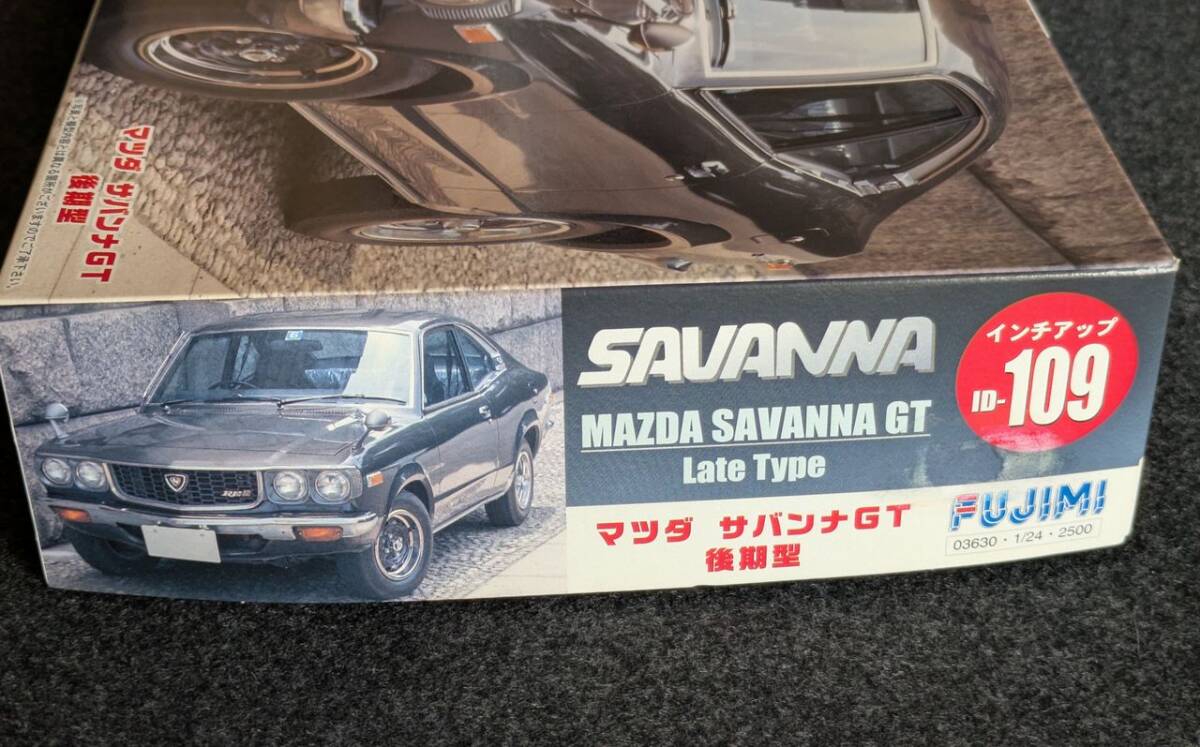 マツダ サバンナGT
後期型
SAVANNA
MAZDA SAVANNA GT
Late Type
インチアップ
ID-109
マツダ サバンナGT
後期型
FUJIMI
03630・1/24・2500